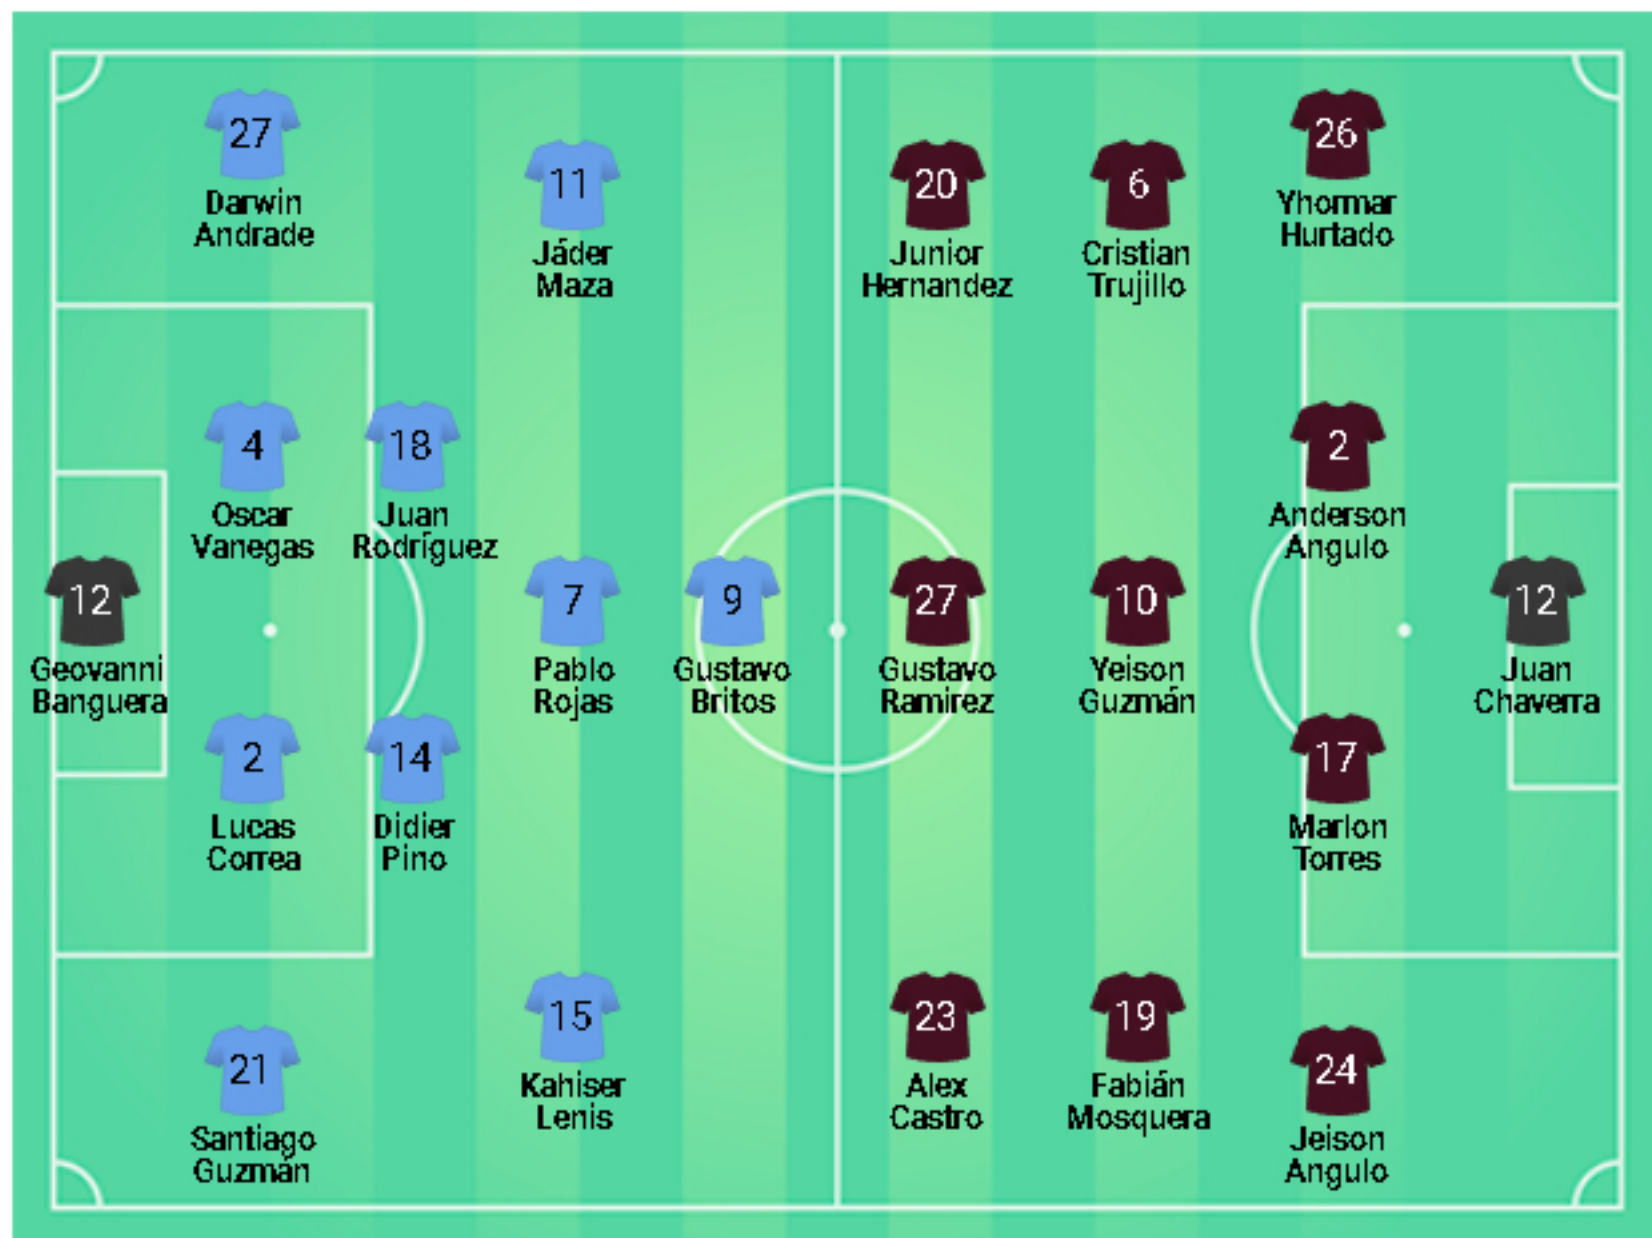 27
Darwin
Andrade
11
Jáder
Maza
20
Junior
Hernandez
6
Cristian
Trujillo
26
Yhormar
Hurtado
4
Oscar
Vanegas
18
Juan
Rodríguez
2
Anderson
Angulo
12
Geovanni
Banguera
7
Pablo
Rojas
9
Gustavo
Britos
27
Gustavo
Ramirez
10
Yeison
Guzmán
12
Juan
Chaverra
2
Lucas
Correa
14
Didier
Pino
17
Marlon
Torres
15
Kahiser
Lenis
23
Alex
Castro
19
Fabián
Mosquera
21
Santiago
Guzmán
24
Jeison
Angulo